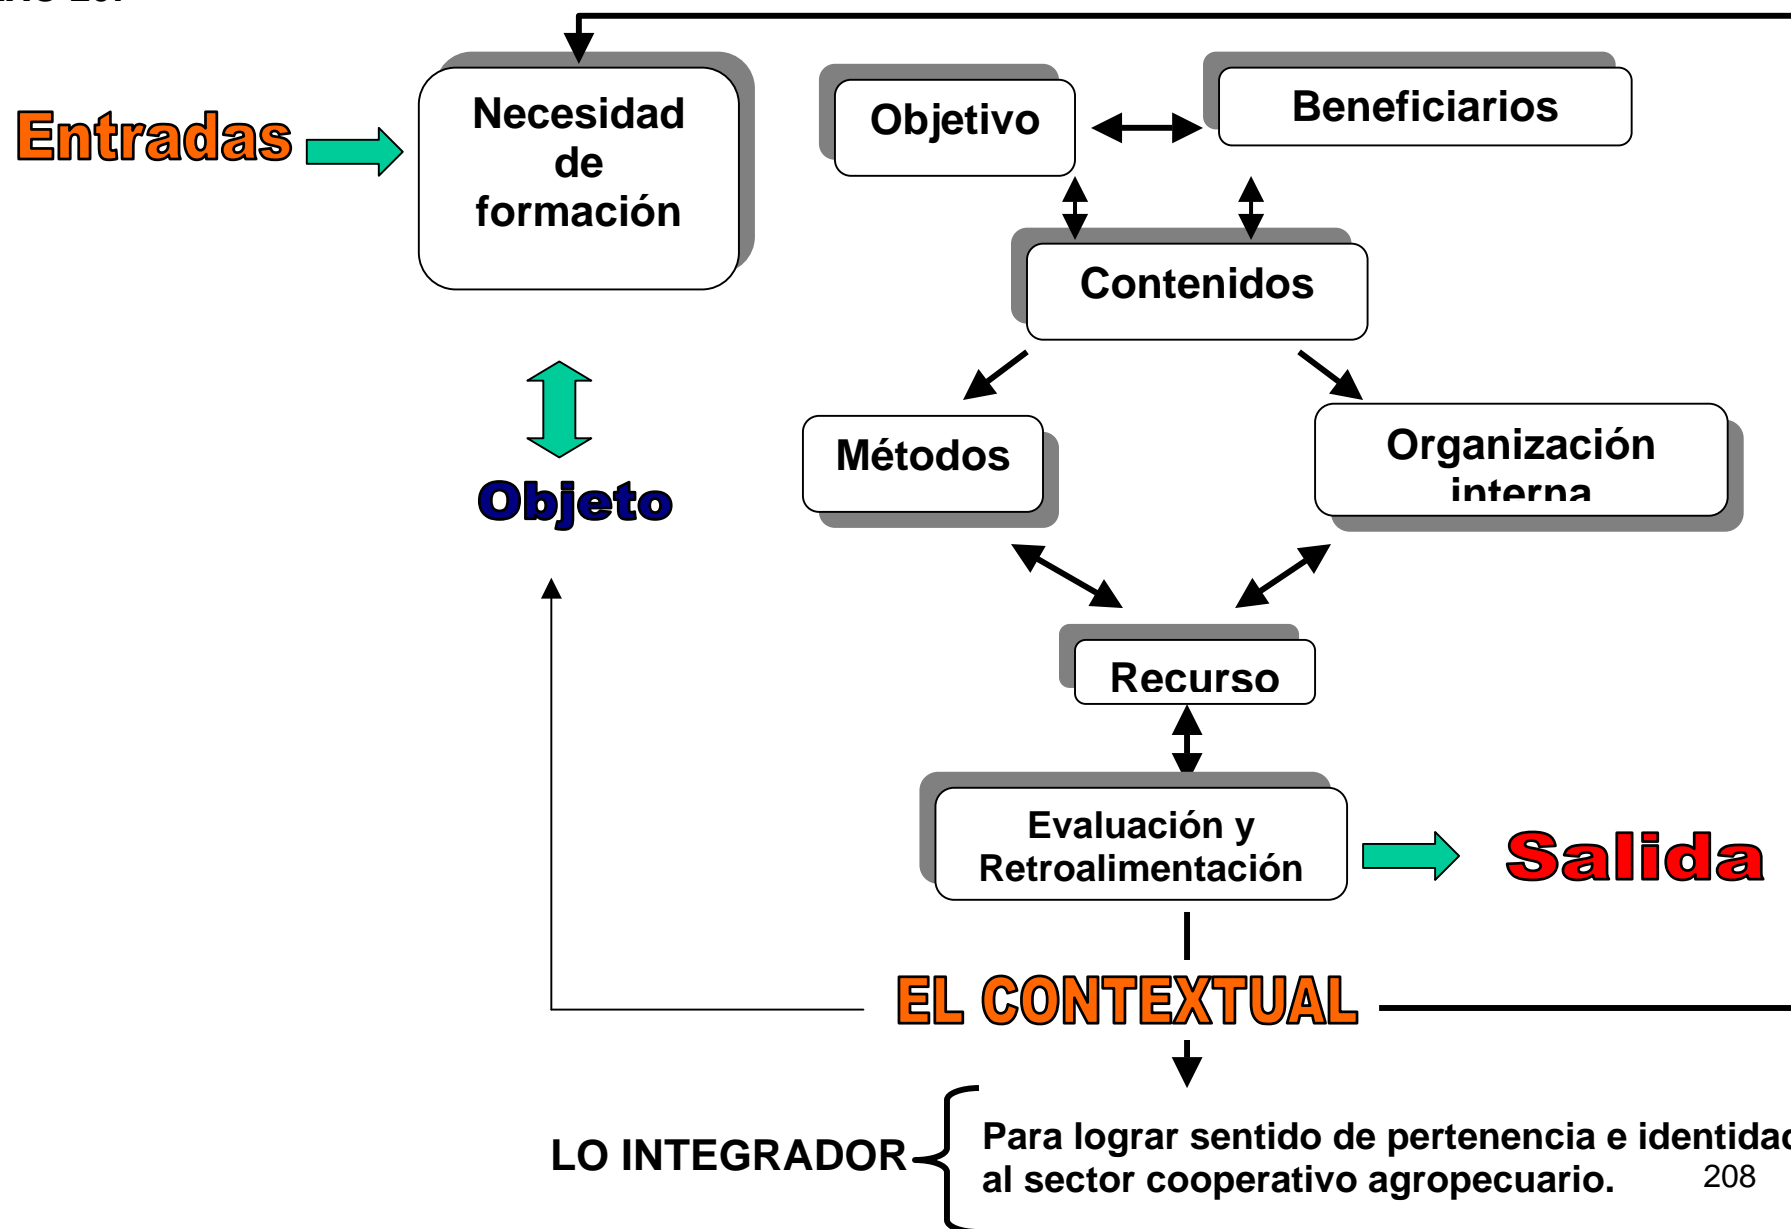 Entradas
Necesidad
de
formación
Objetivo
Beneficiarios
Contenidos
Objeto
Métodos
Organización
interna
Recurso
Evaluación y
Retroalimentación
Salida
EL CONTEXTUAL
LO INTEGRADOR
Para lograr sentido de pertenencia e identidad
al sector cooperativo agropecuario.
208